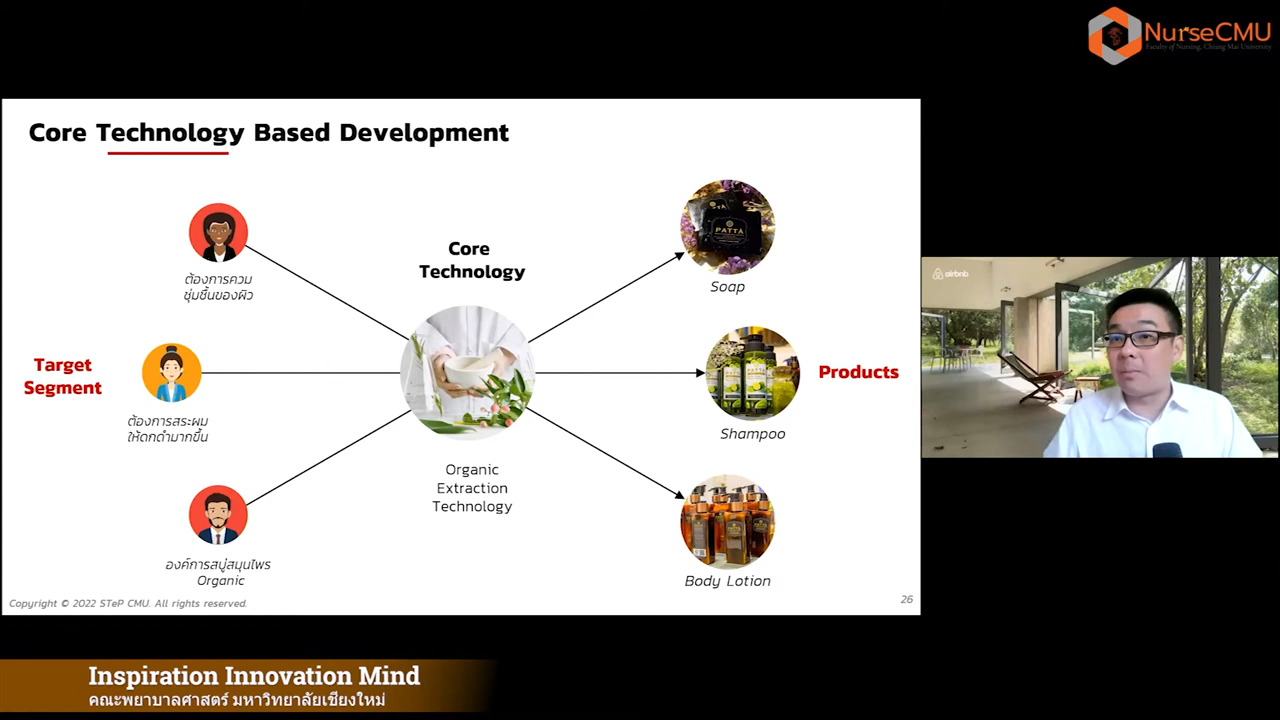 NurseCMU
Faculty of Nursing, Chiang Mai University
Core Technology Based Development
Core
Technology
ต้องการควม
ชุ่มชื้นของผิว
Soap
Target
Segment
Products
ต้องการสระผม
ให้ดกดำมากขึ้น
Shampoo
Organic
Extraction
Technology
องค์การสบู่สมุนไพร
Organic
Body Lotion
Copyright © 2022 STeP CMU. All rights reserved.
26
airbnb
PATTA
Inspiration Innovation Mind
คณะพยาบาลศาสตร์ มหาวิทยาลัยเชียงใหม่